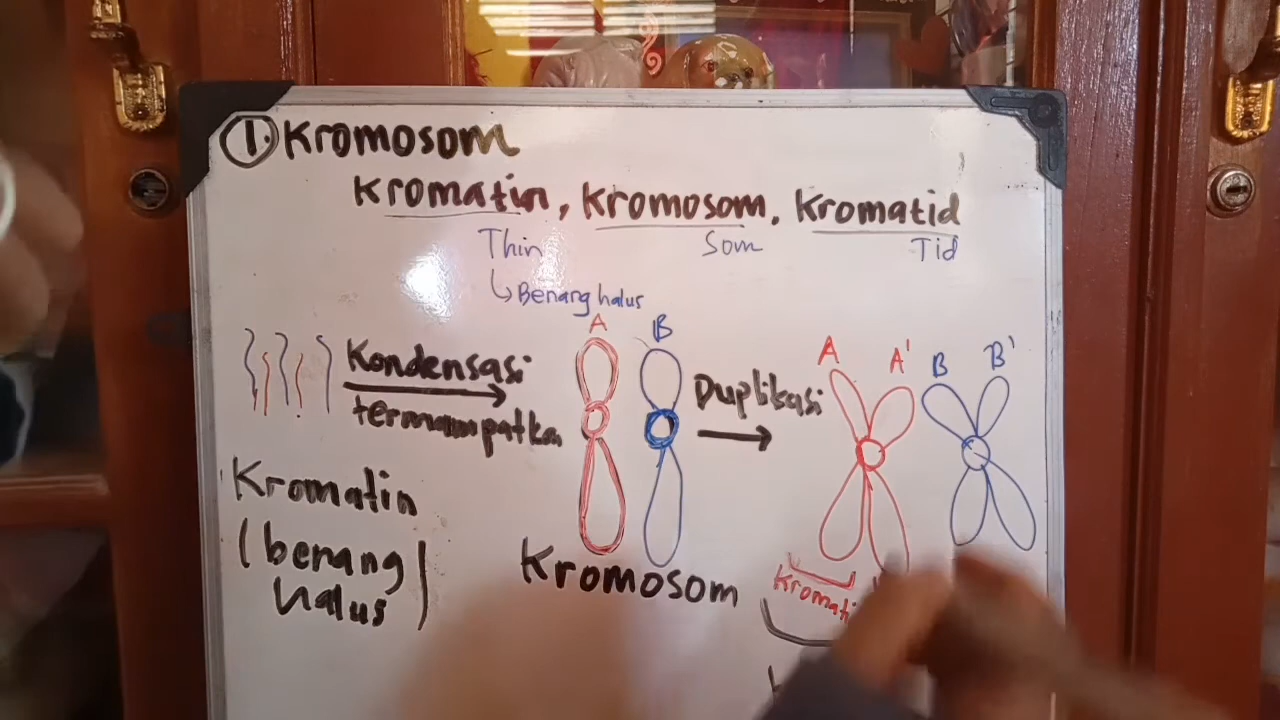 1. Kromosom
Kromatin, Kromosom, Kromatid
Thin Som Tid
Benang halus
A B
A A' B B'
Kondensasi
termampatkan
Duplikasi
Kromatin
(benang halus)
Kromosom